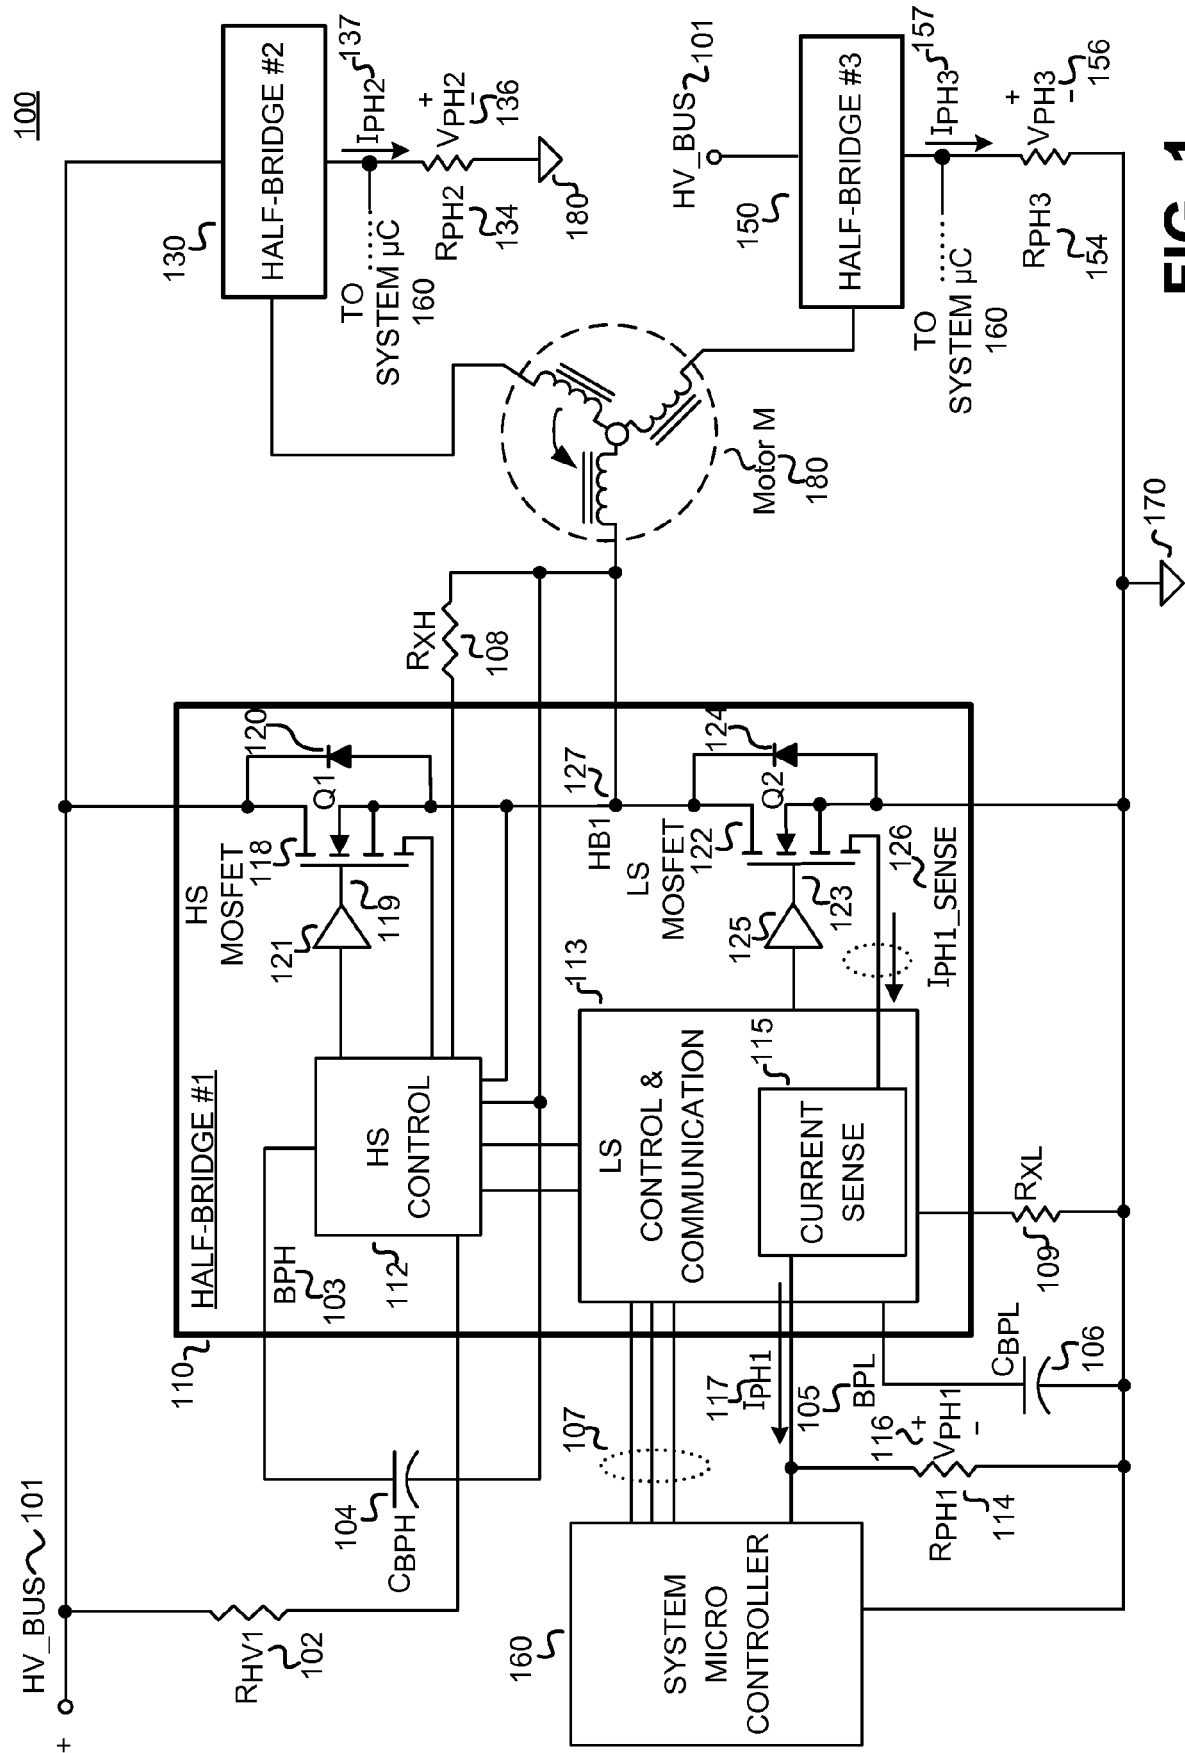 100
HV_BUS 101
+
RHV1
102
104
CBPH
110
HALF-BRIDGE #1
BPH
103
112
HS
CONTROL
121
119
HS
MOSFET
118
Q1
120
RXH
108
HB1
127
LS
MOSFET
122
Q2
124
125
123
126
IPH1_SENSE
113
LS
CONTROL &
COMMUNICATION
115
CURRENT
SENSE
107
117
IPH1
105
BPL
CBPL
106
109
RXL
116
+
VPH1
-
RPH1
114
160
SYSTEM
MICRO
CONTROLLER
130
HALF-BRIDGE #2
137
IPH2
+
VPH2
-
136
RPH2
134
180
TO
SYSTEM µC
160
Motor M
180
HV_BUS 101
150
HALF-BRIDGE #3
157
IPH3
+
VPH3
-
156
RPH3
154
TO
SYSTEM µC
160
170